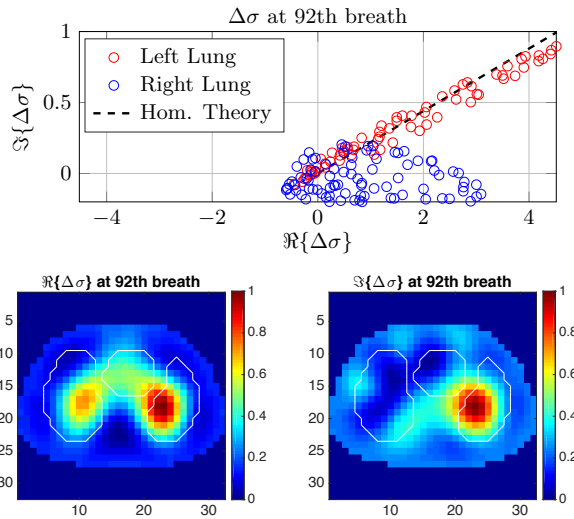 Δσ at 92th breath
1
0.5
0
ℑ{Δσ}
Left Lung
Right Lung
Hom. Theory
−4 −2 0 2 4
ℜ{Δσ}
ℜ{Δσ} at 92th breath
5
10
15
20
25
30
10 20 30
1
0.8
0.6
0.4
0.2
0
ℑ{Δσ} at 92th breath
5
10
15
20
25
30
10 20 30
1
0.8
0.6
0.4
0.2
0